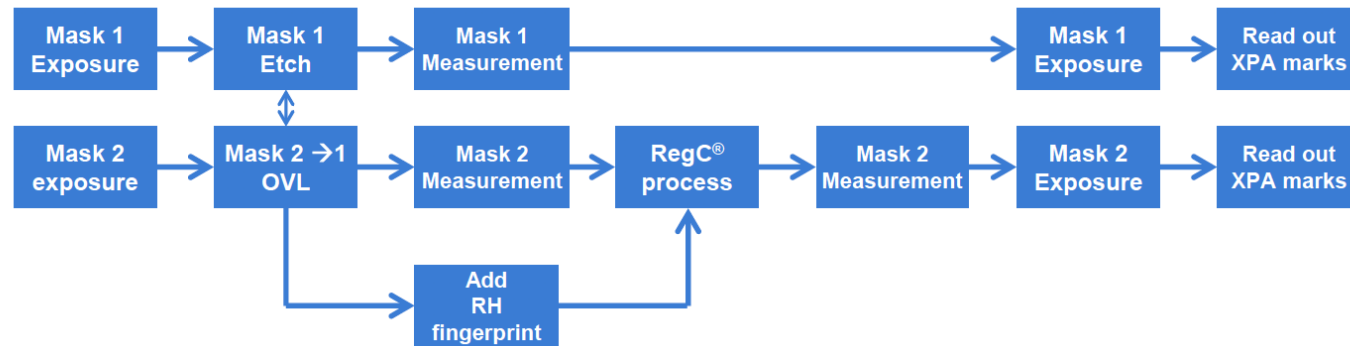 Mask 1
Exposure
Mask 1
Etch
Mask 1
Measurement
Mask 1
Exposure
Read out
XPA marks
Mask 2
exposure
Mask 2 →1
OVL
Mask 2
Measurement
RegC®
process
Mask 2
Measurement
Mask 2
Exposure
Read out
XPA marks
Add
RH
fingerprint